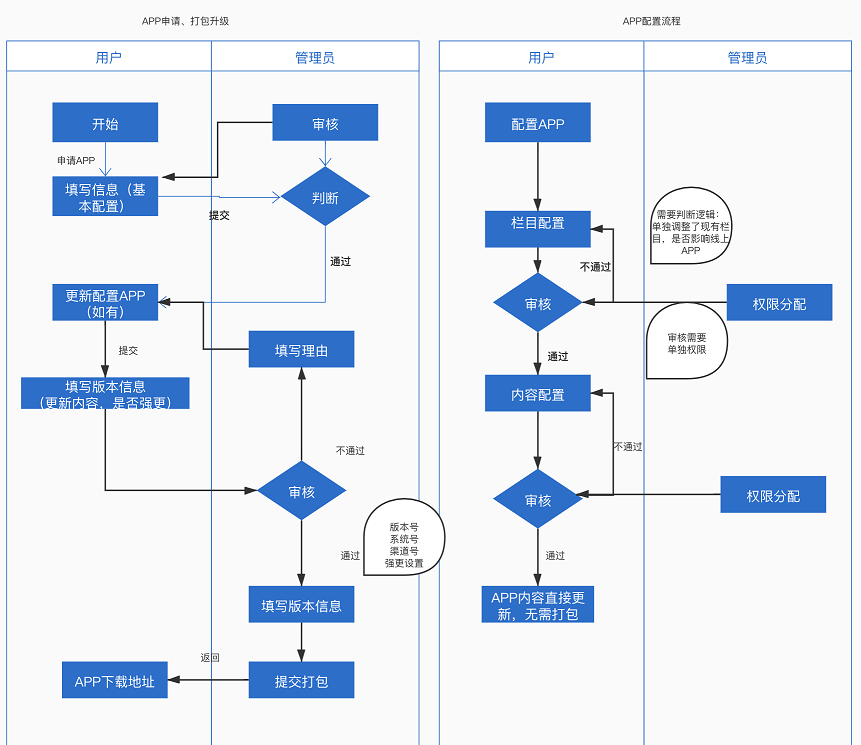 APP申请、打包升级
用户
管理员
开始
审核
申请APP
填写信息（基
本配置）
提交
判断
通过
更新配置APP
（如有）
提交
填写理由
填写版本信息
（更新内容、是否强更）
不通过
审核
版本号
系统号
渠道号
强更设置
通过
填写版本信息
返回
APP下载地址
提交打包
APP配置流程
用户
管理员
配置APP
栏目配置
需要判断逻辑：
单独调整了现有栏
目，是否影响线上
APP
不通过
审核
权限分配
审核需要
单独权限
通过
内容配置
不通过
审核
权限分配
通过
APP内容直接更
新，无需打包